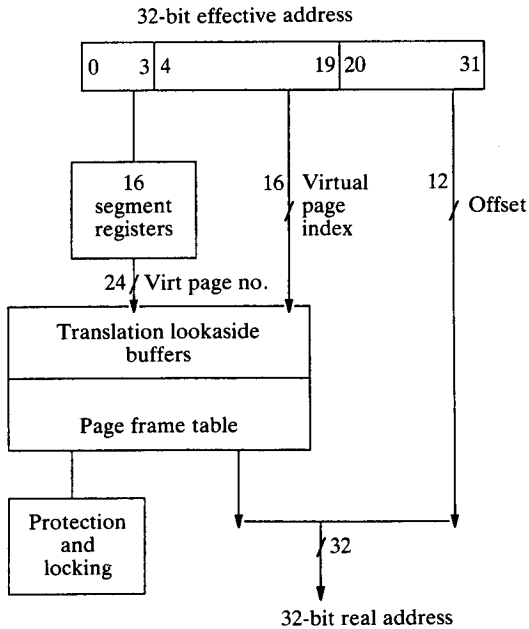 32-bit effective address
0 3 4 19 20 31
16
segment
registers
16 Virtual
page
index
12 Offset
24 Virt page no.
Translation lookaside
buffers
Page frame table
Protection
and
locking
32
32-bit real address